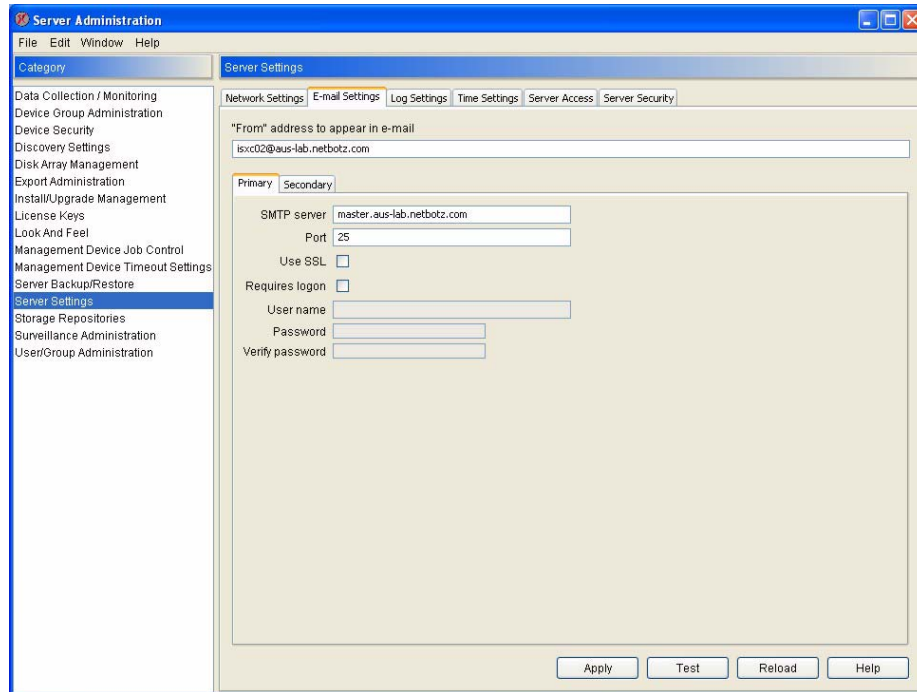 Server Administration
File Edit Window Help
Category
Server Settings
Data Collection / Monitoring
Device Group Administration
Device Security
Discovery Settings
Disk Array Management
Export Administration
Install/Upgrade Management
License Keys
Look And Feel
Management Device Job Control
Management Device Timeout Settings
Server Backup/Restore
Server Settings
Storage Repositories
Surveillance Administration
User/Group Administration
Network Settings E-mail Settings Log Settings Time Settings Server Access Server Security
"From" address to appear in e-mail
isxc02@aus-lab.netbotz.com
Primary Secondary
SMTP server master.aus-lab.netbotz.com
Port 25
Use SSL
Requires logon
User name
Password
Verify password
Apply Test Reload Help